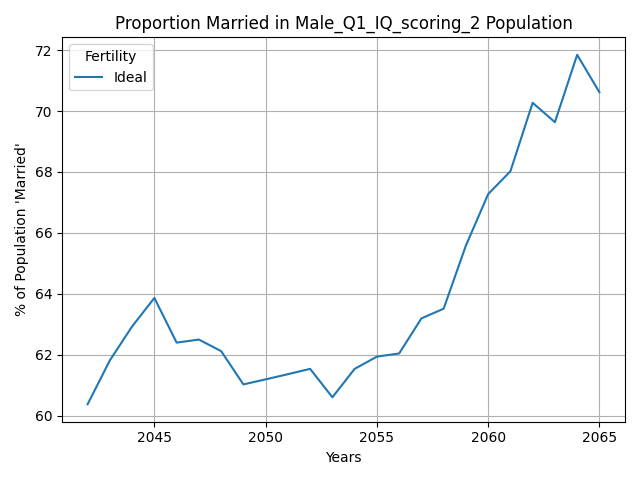 Proportion Married in Male_Q1_IQ_scoring_2 Population
Fertility
Ideal
% of Population 'Married'
72
70
68
66
64
62
60
2045
2050
2055
2060
2065
Years